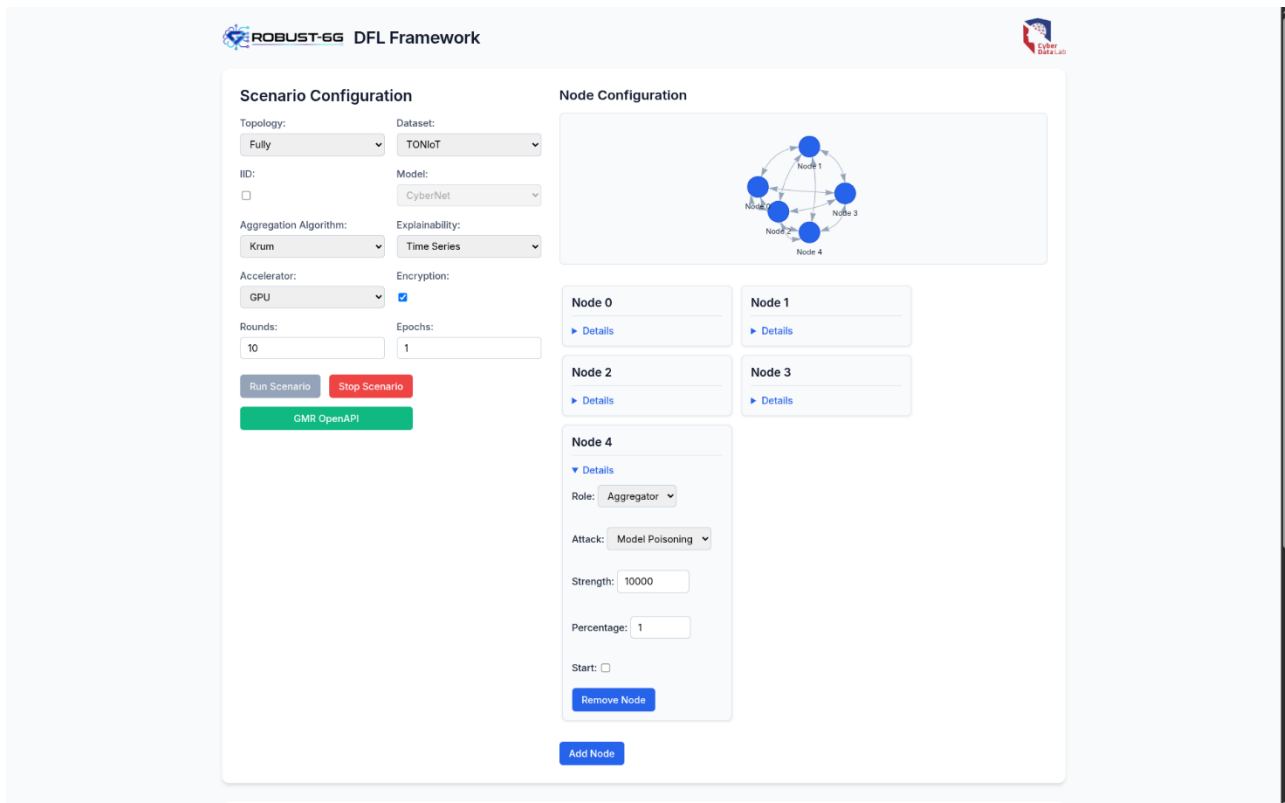 ROBUST-6G DFL Framework
Cyber
DataLab
Scenario Configuration
Topology: Dataset:
Fully TONIoT
IID: Model:
CyberNet
Aggregation Algorithm: Explainability:
Krum Time Series
Accelerator: Encryption:
GPU
Rounds: Epochs:
10 1
Run Scenario Stop Scenario
GMR OpenAPI
Node Configuration
Node 1
Node 0
Node 3
Node 2
Node 4
Node 0
Details
Node 1
Details
Node 2
Details
Node 3
Details
Node 4
Details
Role: Aggregator
Attack: Model Poisoning
Strength: 10000
Percentage: 1
Start:
Remove Node
Add Node